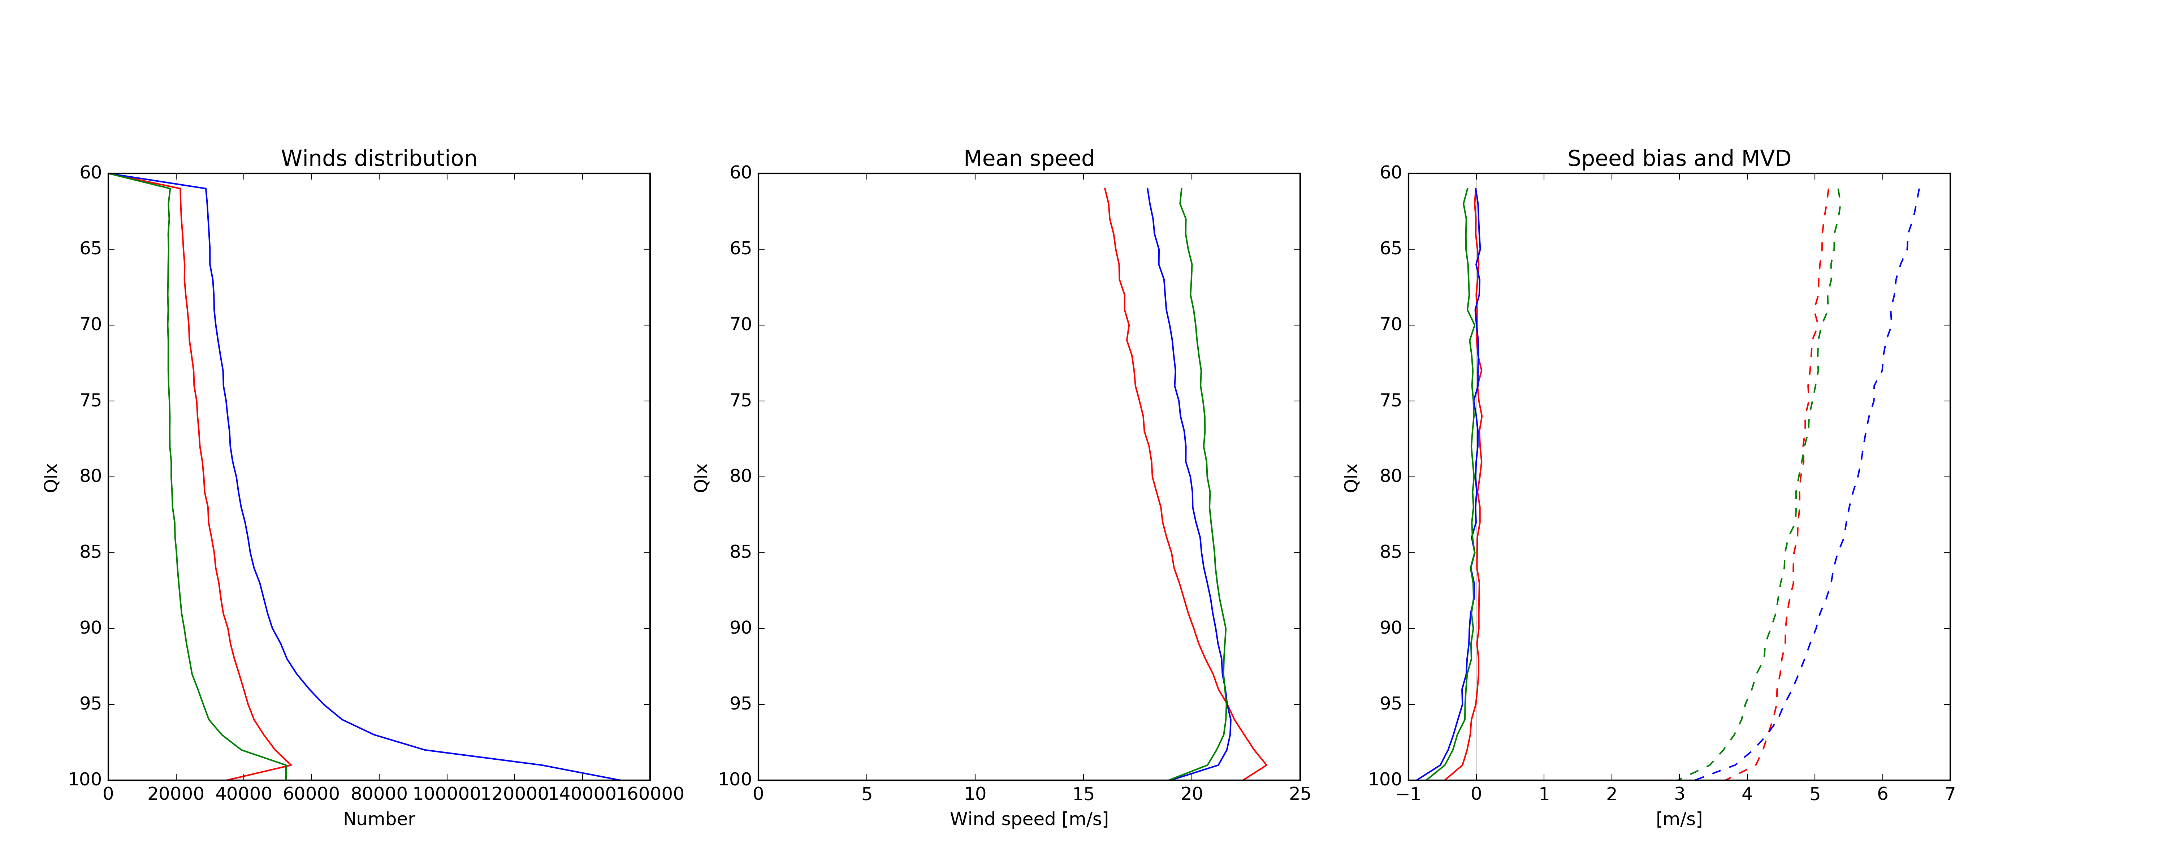 Winds distribution
Mean speed
Speed bias and MVD
60
65
70
75
80
85
90
95
100
QIx
0 20000 40000 60000 80000 100000 120000 140000 160000
Number
60
65
70
75
80
85
90
95
100
QIx
0 5 10 15 20 25
Wind speed [m/s]
60
65
70
75
80
85
90
95
100
QIx
−1 0 1 2 3 4 5 6 7
[m/s]